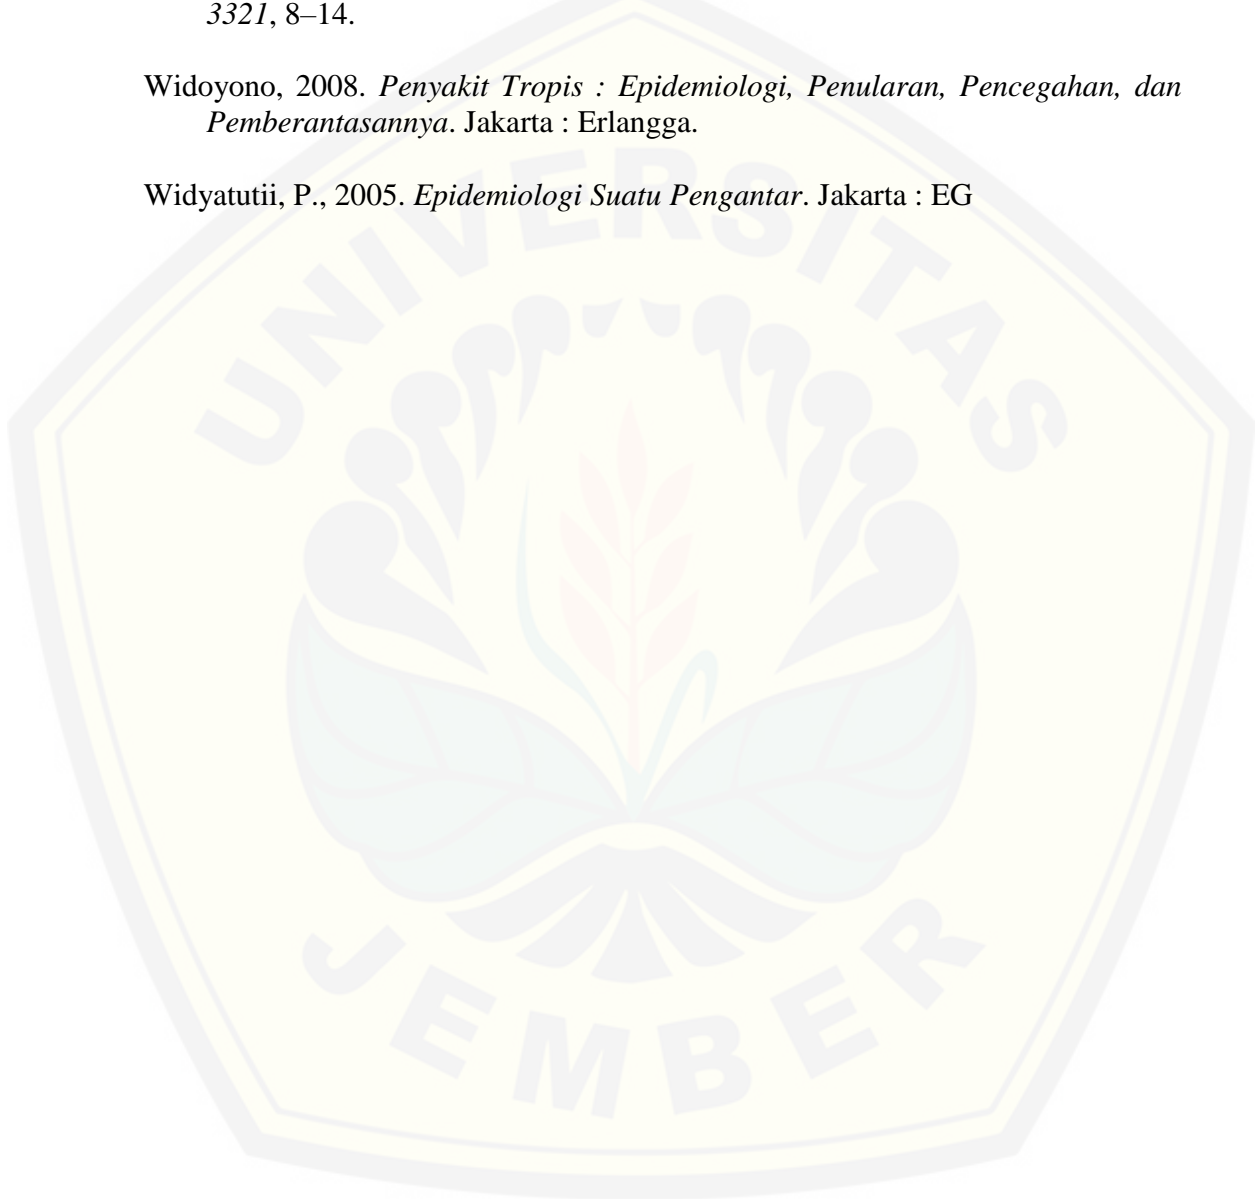 3321, 8–14.
Widoyono, 2008. Penyakit Tropis : Epidemiologi, Penularan, Pencegahan, dan
Pemberantasannya. Jakarta : Erlangga.
Widyatutii, P., 2005. Epidemiologi Suatu Pengantar. Jakarta : EG
UNIVERSITAS
JEMBER